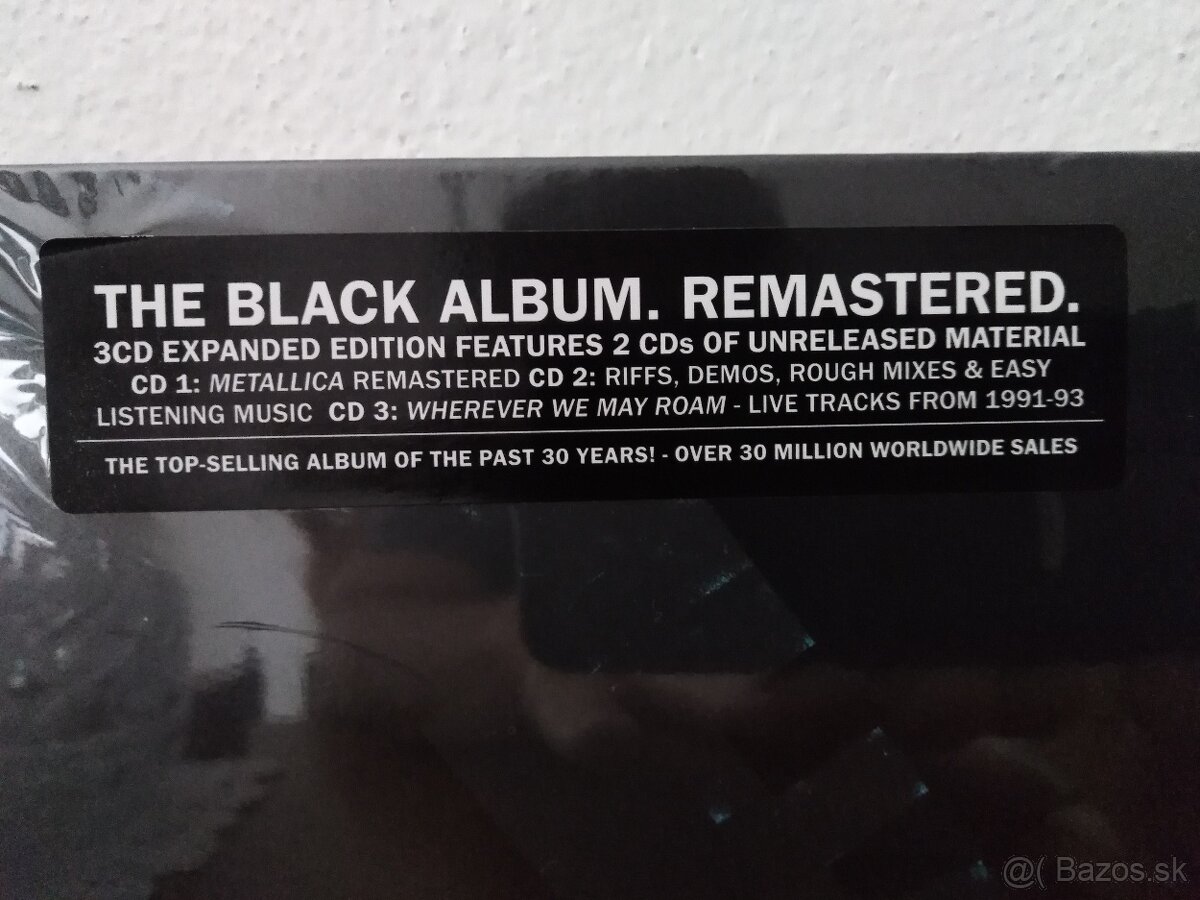 THE BLACK ALBUM. REMASTERED.
3CD EXPANDED EDITION FEATURES 2 CDs OF UNRELEASED MATERIAL
CD 1: METALLICA REMASTERED CD 2: RIFFS, DEMOS, ROUGH MIXES & EASY
LISTENING MUSIC CD 3: WHEREVER WE MAY ROAM - LIVE TRACKS FROM 1991-93
THE TOP-SELLING ALBUM OF THE PAST 30 YEARS! - OVER 30 MILLION WORLDWIDE SALES
@( Bazos.sk